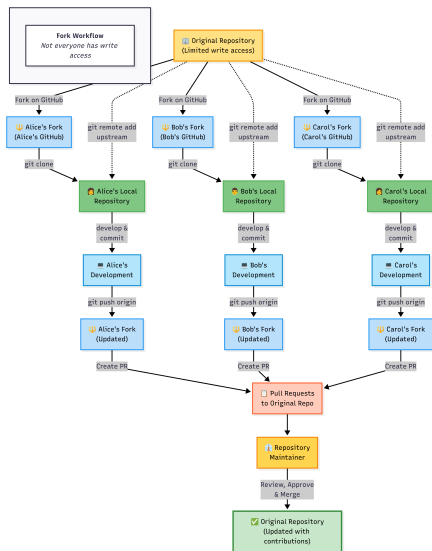 Fork Workflow
Not everyone has write
access
Original Repository
(Limited write access)
Fork on GitHub
Fork on GitHub
Fork on GitHub
Alice's Fork
(Alice's GitHub)
git remote add
upstream
Bob's Fork
(Bob's GitHub)
git remote add
upstream
Carol's Fork
(Carol's GitHub)
git remote add
upstream
git clone
git clone
git clone
Alice's Local
Repository
Bob's Local
Repository
Carol's Local
Repository
develop &
commit
develop &
commit
develop &
commit
Alice's
Development
Bob's
Development
Carol's
Development
git push origin
git push origin
git push origin
Alice's Fork
(Updated)
Bob's Fork
(Updated)
Carol's Fork
(Updated)
Create PR
Create PR
Create PR
Pull Requests
to Original Repo
Repository
Maintainer
Review, Approve
& Merge
Original Repository
(Updated with
contributions)